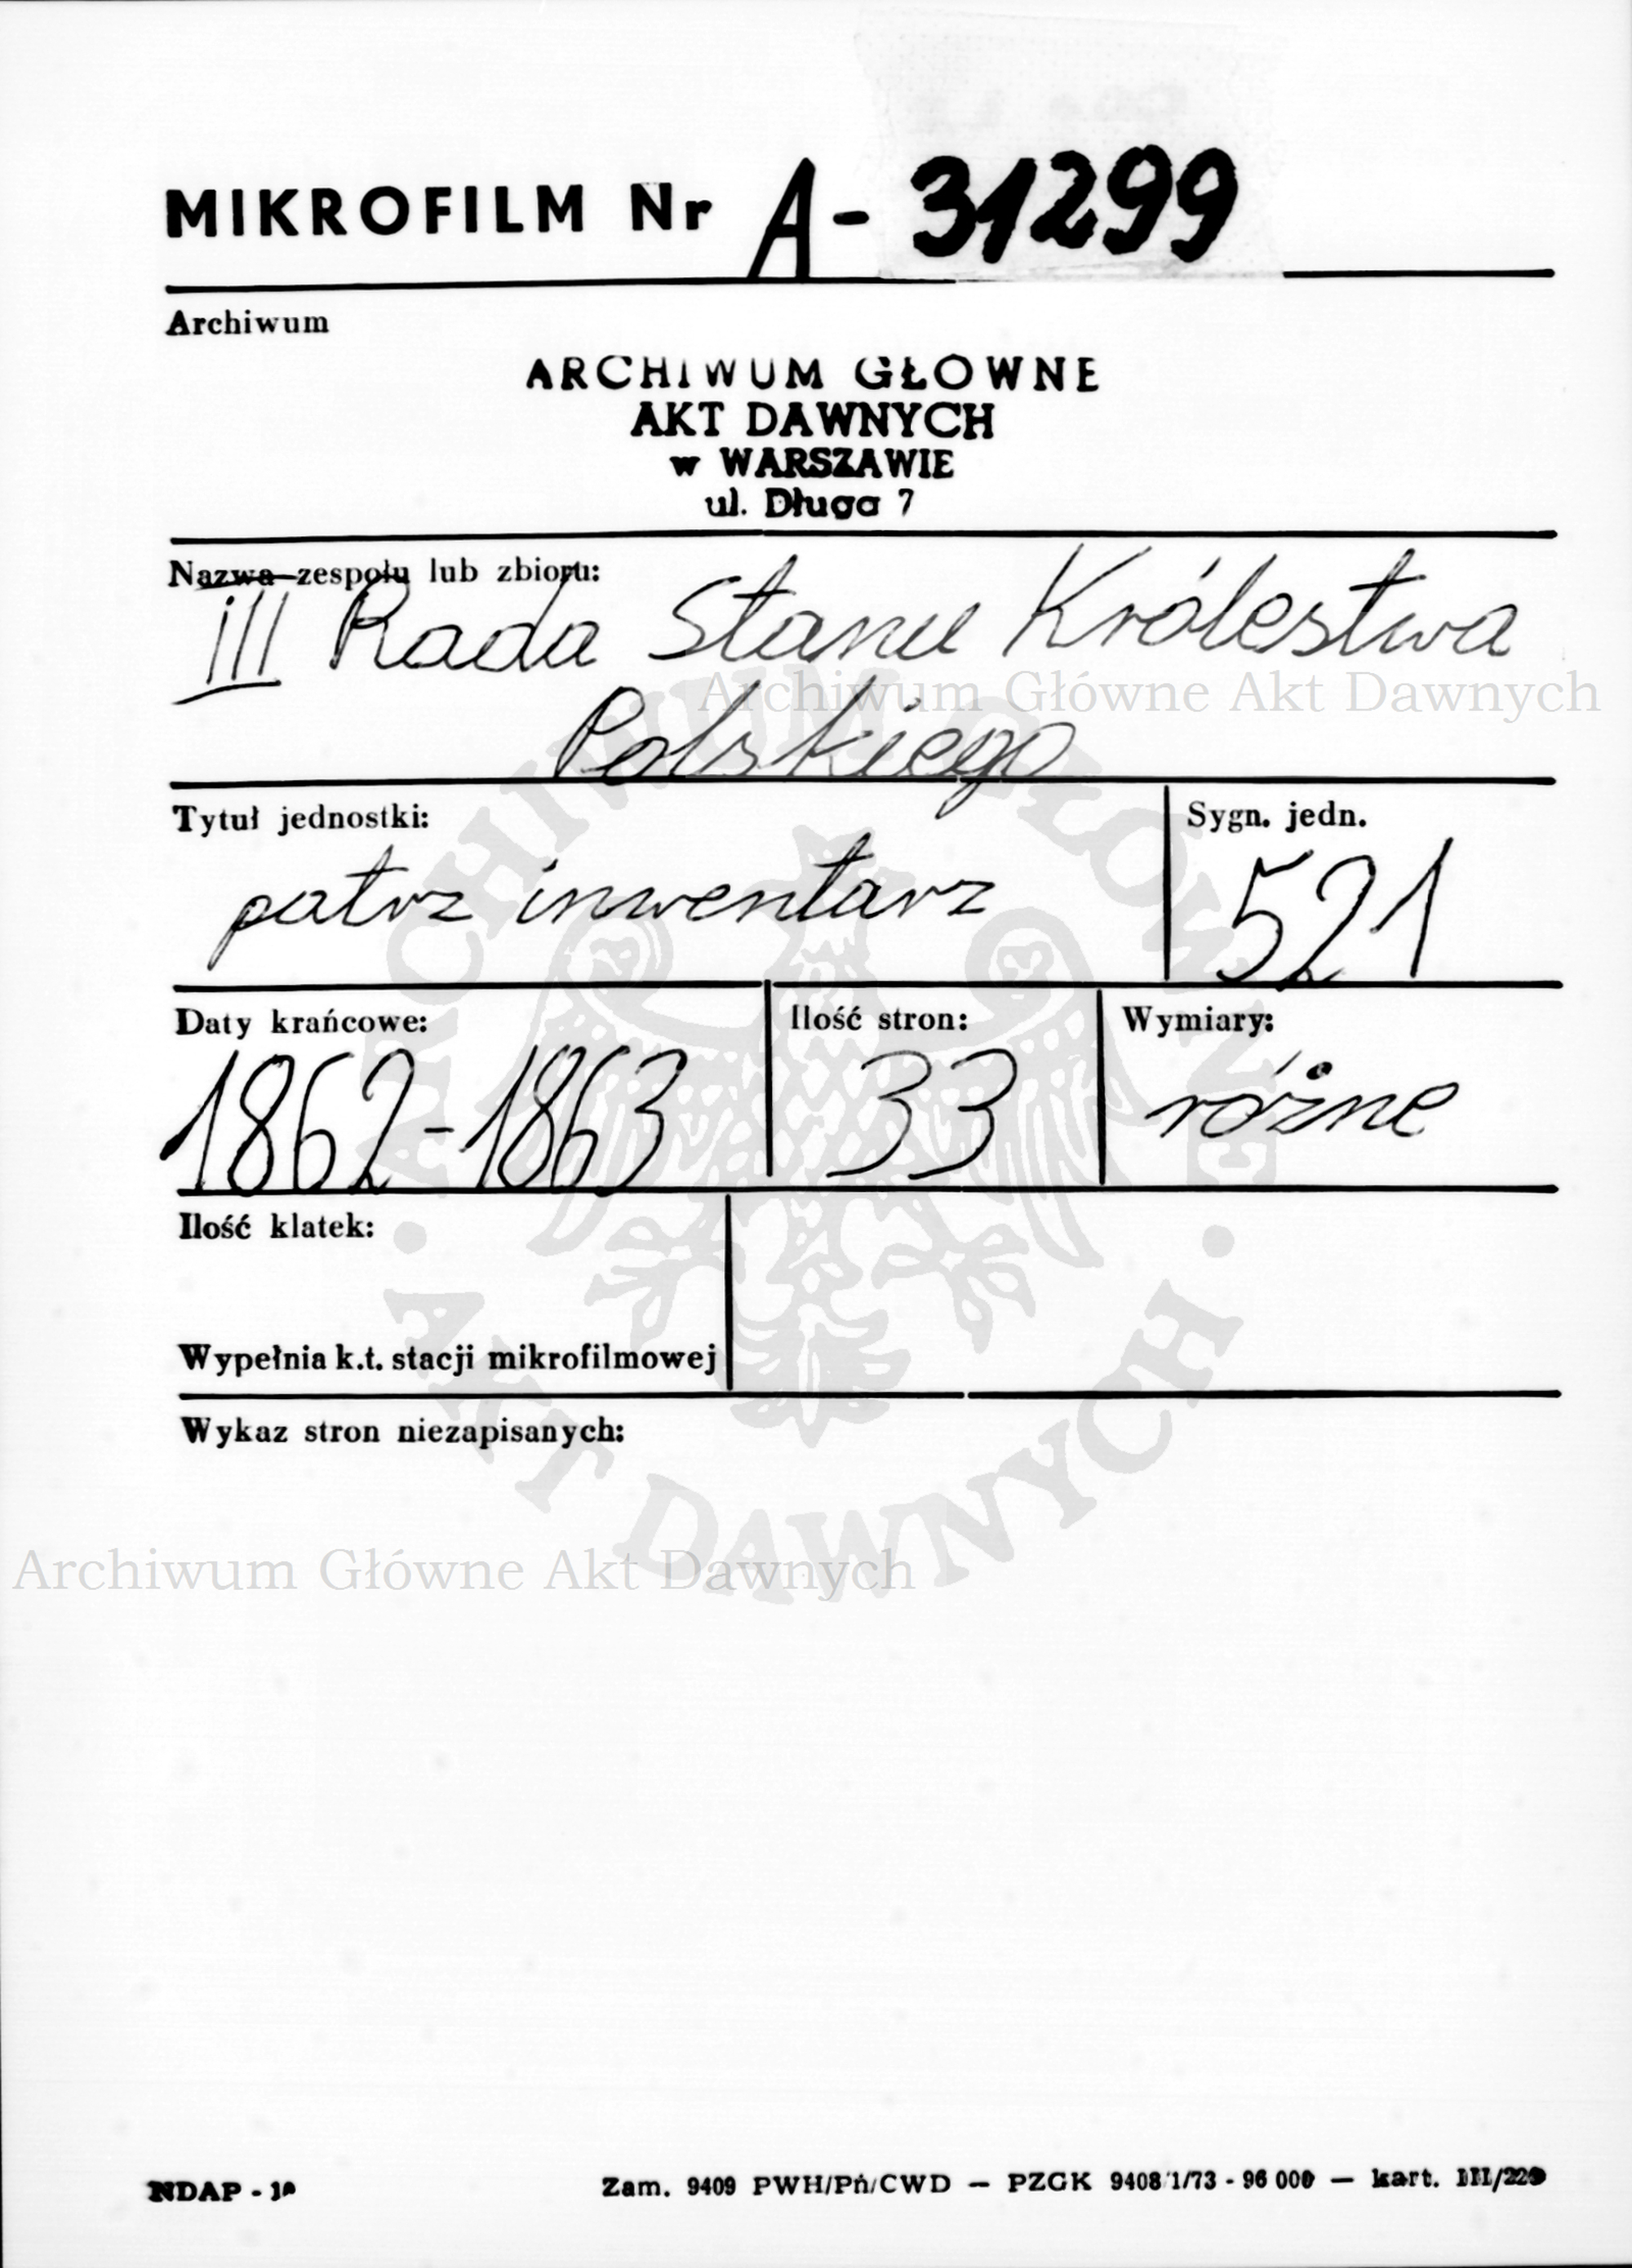 MIKROFILM Nr A-31299
Archiwum
ARCHIWUM GŁOWNE
AKT DAWNYCH
w WARSZAWIE
ul. Długa 7
Nazwa zespołu lub zbioru:
III Rada Stanu Królestwa
Archiwum Główne Akt Dawnych
Polskiego
Tytuł jednostki:
Sygn. jedn.
patrz inwentarz
521
Daty krańcowe:
Ilość stron:
Wymiary:
1862-1863
33
różne
Ilość klatek:
Wypełnia k.t. stacji mikrofilmowej
Wykaz stron niezapisanych:
Archiwum Główne Akt Dawnych
ARCHIWUM GŁÓWNE
AKT DAWNYCH
NDAP -
Zam. 9409 PWH/Pń/CWD — PZGK 9408/1/73 - 96 000 — kart. III/220